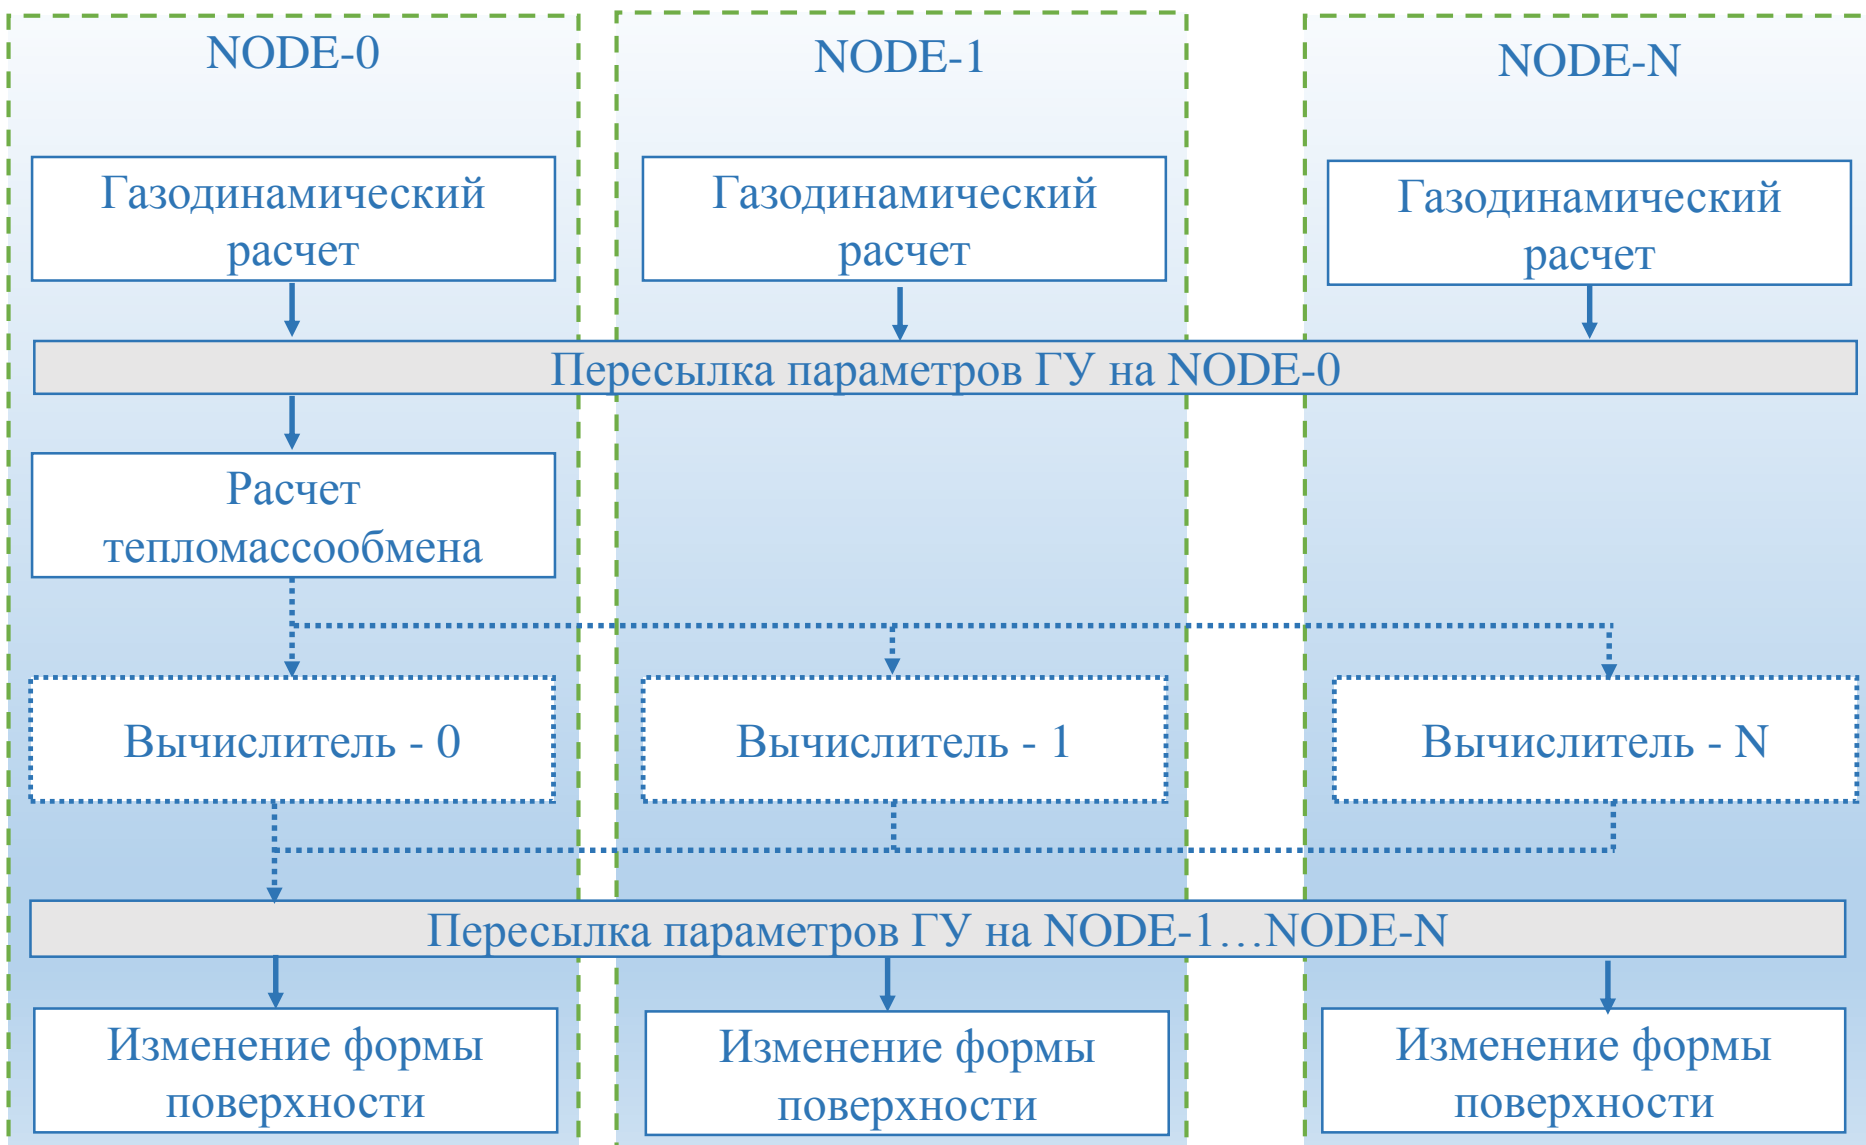 NODE-0
NODE-1
NODE-N
Газодинамический
расчет
Газодинамический
расчет
Газодинамический
расчет
Пересылка параметров ГУ на NODE-0
Расчет
тепломассообмена
Вычислитель - 0
Вычислитель - 1
Вычислитель - N
Пересылка параметров ГУ на NODE-1…NODE-N
Изменение формы
поверхности
Изменение формы
поверхности
Изменение формы
поверхности